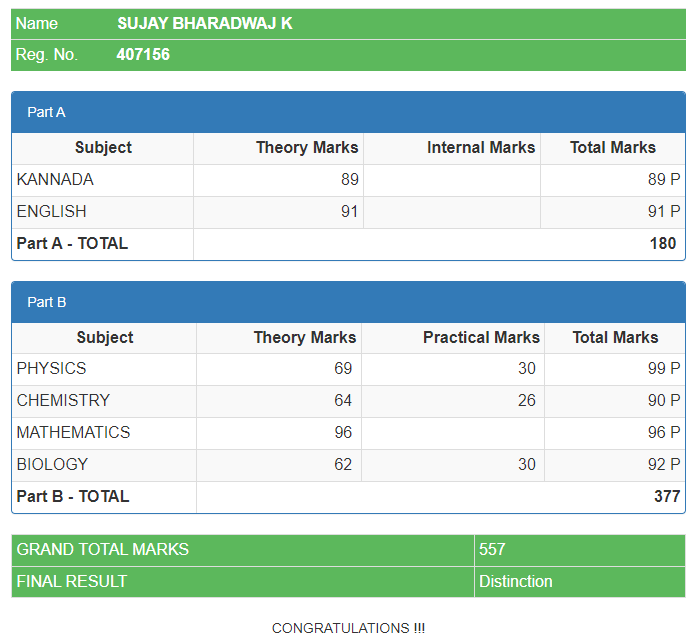 Name SUJAY BHARADWAJ K
Reg. No. 407156
Part A
Subject Theory Marks Internal Marks Total Marks
KANNADA 89 89 P
ENGLISH 91 91 P
Part A - TOTAL 180
Part B
Subject Theory Marks Practical Marks Total Marks
PHYSICS 69 30 99 P
CHEMISTRY 64 26 90 P
MATHEMATICS 96 96 P
BIOLOGY 62 30 92 P
Part B - TOTAL 377
GRAND TOTAL MARKS 557
FINAL RESULT Distinction
CONGRATULATIONS !!!